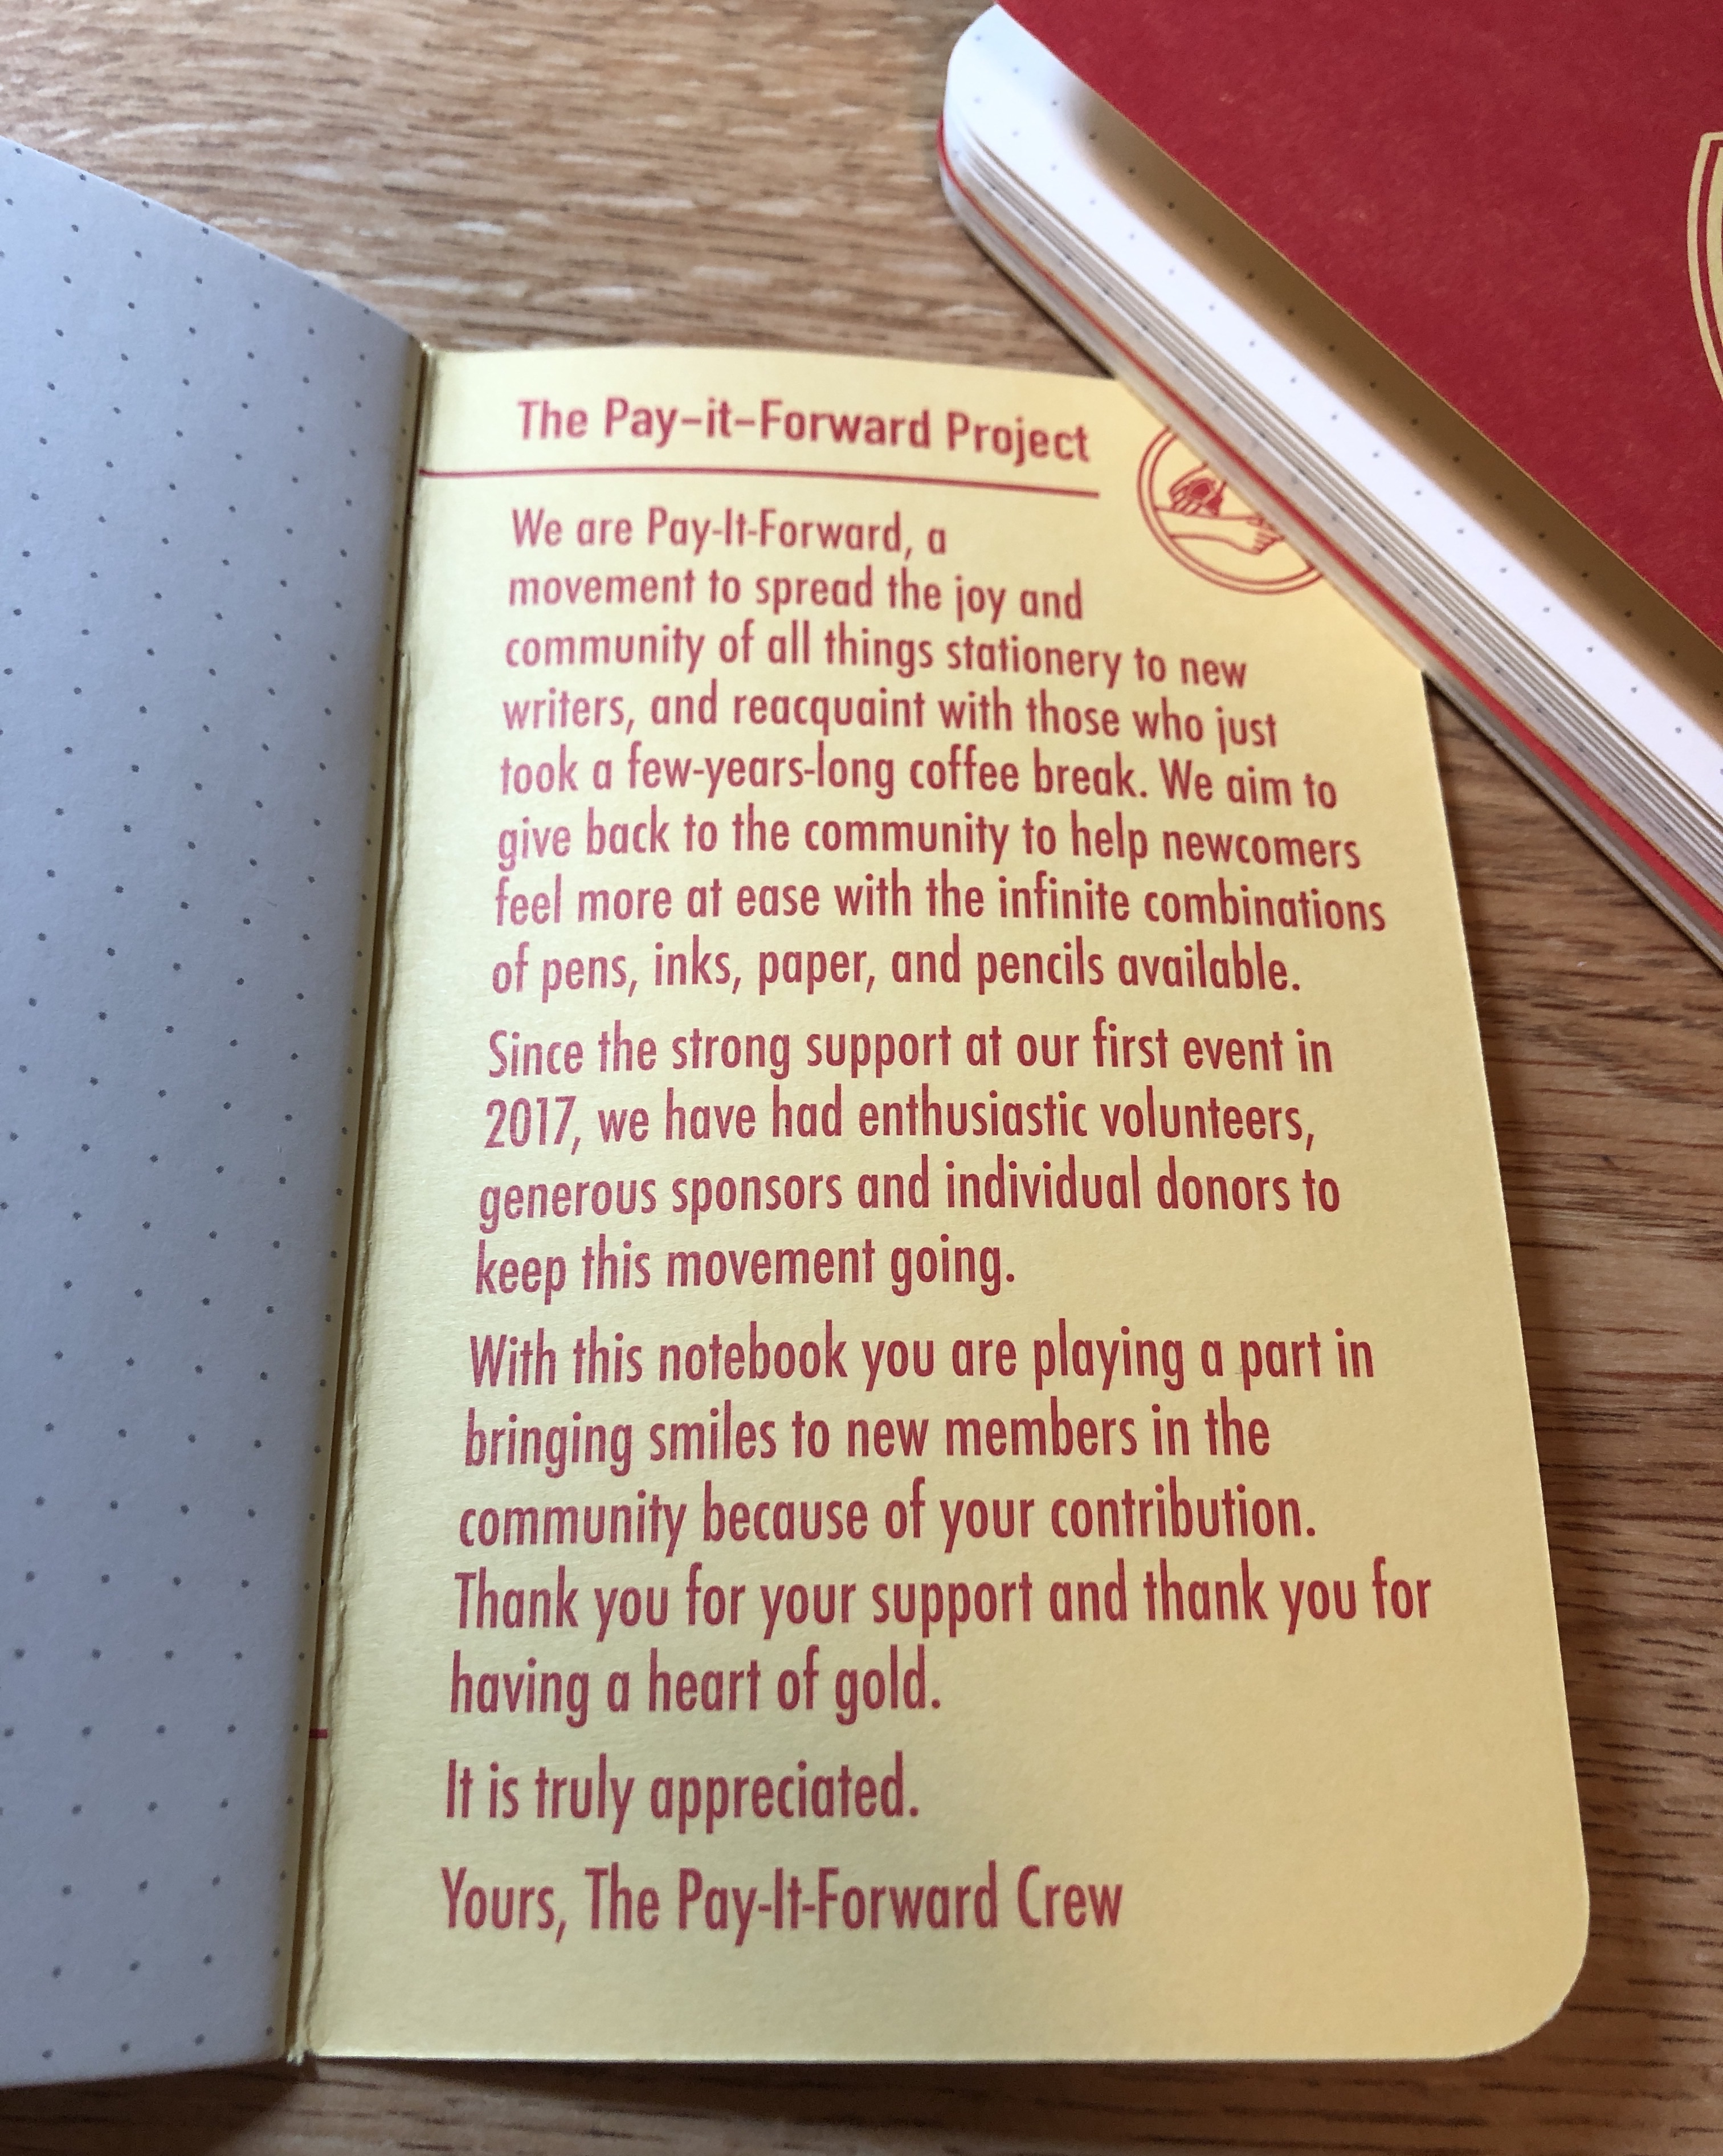 The Pay-it-Forward Project
We are Pay-It-Forward, a
movement to spread the joy and
community of all things stationery to new
writers, and reacquaint with those who just
took a few-years-long coffee break. We aim to
give back to the community to help newcomers
feel more at ease with the infinite combinations
of pens, inks, paper, and pencils available.
Since the strong support at our first event in
2017, we have had enthusiastic volunteers,
generous sponsors and individual donors to
keep this movement going.
With this notebook you are playing a part in
bringing smiles to new members in the
community because of your contribution.
Thank you for your support and thank you for
having a heart of gold.
It is truly appreciated.
Yours, The Pay-It-Forward Crew